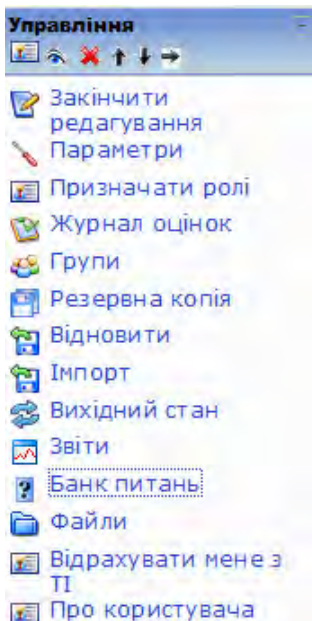 Управління
Закінчити
редагування
Параметри
Призначати ролі
Журнал оцінок
Групи
Резервна копія
Відновити
Імпорт
Вихідний стан
Звіти
Банк питань
Файли
Відрахувати мене з
ТІ
Про користувача